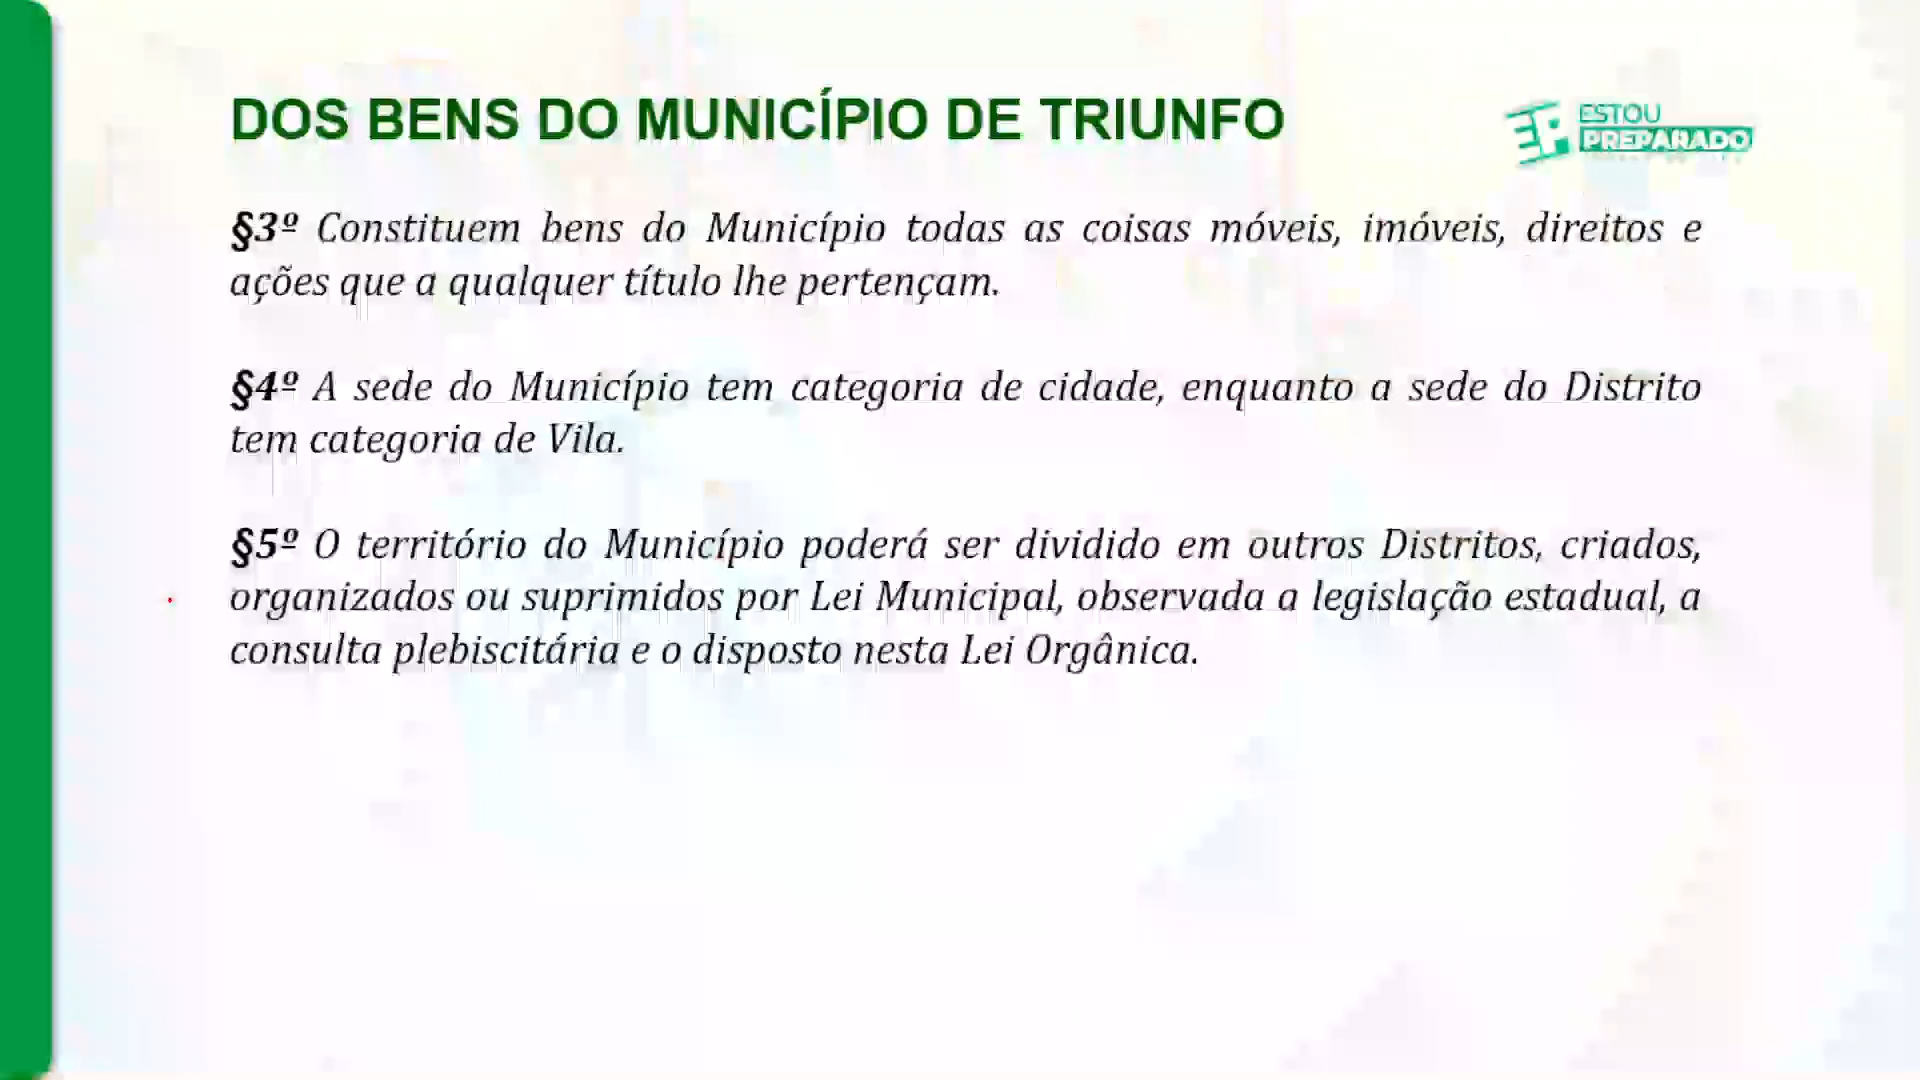 DOS BENS DO MUNICÍPIO DE TRIUNFO
ESTOU
PREPARADO
§3º Constituem bens do Município todas as coisas móveis, imóveis, direitos e
ações que a qualquer título lhe pertençam.
§4º A sede do Município tem categoria de cidade, enquanto a sede do Distrito
tem categoria de Vila.
§5º O território do Município poderá ser dividido em outros Distritos, criados,
organizados ou suprimidos por Lei Municipal, observada a legislação estadual, a
consulta plebiscitária e o disposto nesta Lei Orgânica.